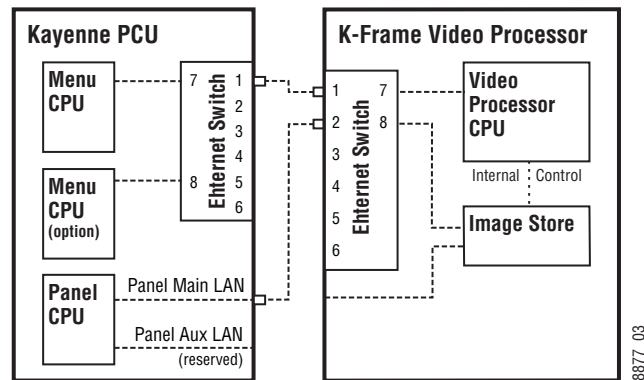 Kayenne PCU
Menu
CPU
7
8
1
2
3
4
5
6
Ehternet Switch
Menu
CPU
(option)
Panel
CPU
Panel Main LAN
Panel Aux LAN
(reserved)
K-Frame Video Processor
1
2
3
4
5
6
7
8
Ehternet Switch
Video
Processor
CPU
Internal
Control
Image Store
8877_03